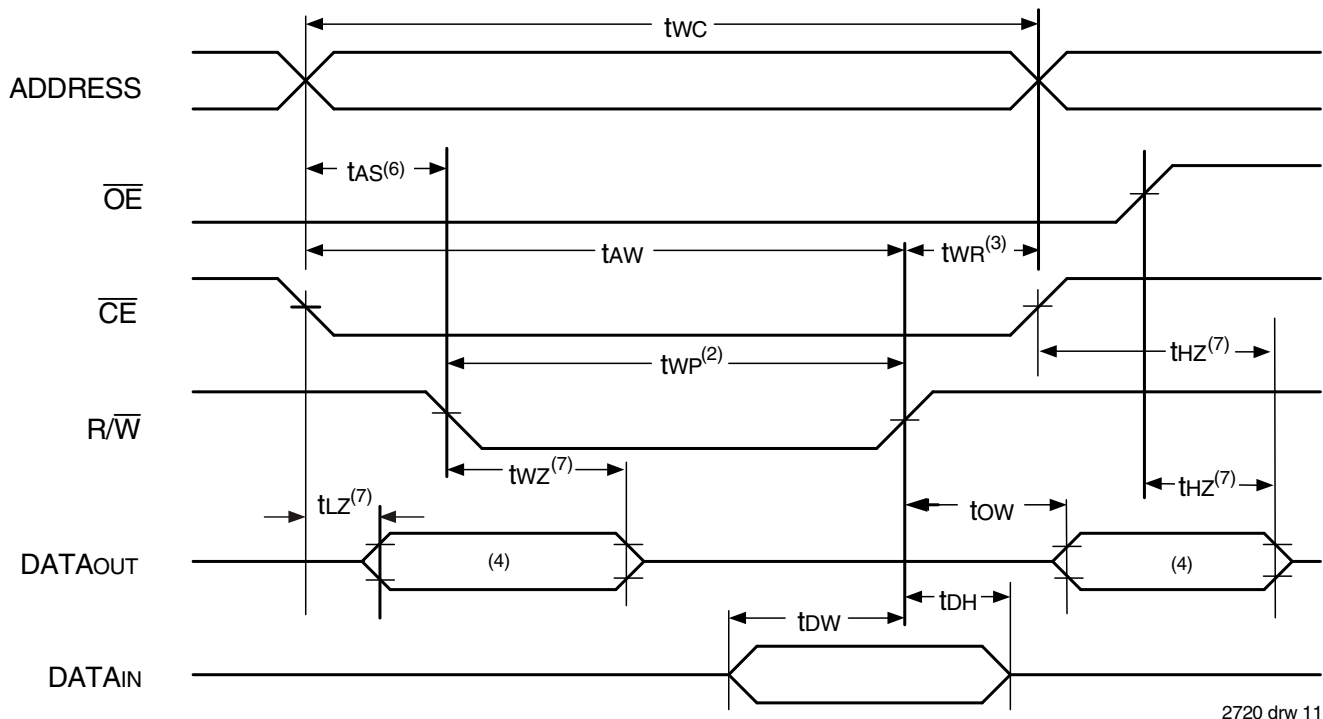 tWC
ADDRESS
tAS(6)
OE
tAW
tWR(3)
CE
tWP(2)
tHZ(7)
R/W
tWZ(7)
tHZ(7)
tLZ(7)
tOW
DATAOUT
(4)
(4)
tDH
tDW
DATAIN
2720 drw 11